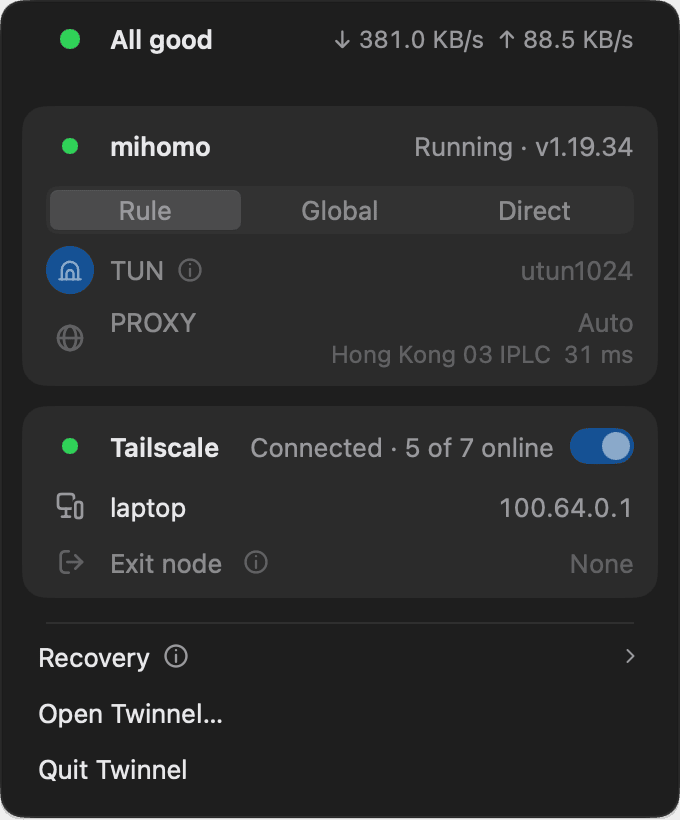 All good ↓ 381.0 KB/s ↑ 88.5 KB/s
mihomo Running · v1.19.34
Rule Global Direct
TUN utun1024
PROXY Auto
Hong Kong 03 IPLC 31 ms
Tailscale Connected · 5 of 7 online
laptop 100.64.0.1
Exit node None
Recovery
Open Twinnel...
Quit Twinnel